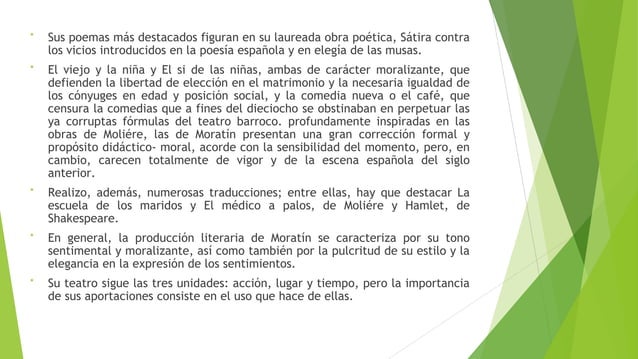 Sus poemas más destacados figuran en su laureada obra poética, Sátira contra
los vicios introducidos en la poesía española y en elegía de las musas.
El viejo y la niña y El si de las niñas, ambas de carácter moralizante, que
defienden la libertad de elección en el matrimonio y la necesaria igualdad de
los cónyuges en edad y posición social, y la comedia nueva o el café, que
censura la comedias que a fines del dieciocho se obstinaban en perpetuar las
ya corruptas fórmulas del teatro barroco. profundamente inspiradas en las
obras de Moliére, las de Moratín presentan una gran corrección formal y
propósito didáctico- moral, acorde con la sensibilidad del momento, pero, en
cambio, carecen totalmente de vigor y de la escena española del siglo
anterior.
Realizo, además, numerosas traducciones; entre ellas, hay que destacar La
escuela de los maridos y El médico a palos, de Moliére y Hamlet, de
Shakespeare.
En general, la producción literaria de Moratín se caracteriza por su tono
sentimental y moralizante, así como también por la pulcritud de su estilo y la
elegancia en la expresión de los sentimientos.
Su teatro sigue las tres unidades: acción, lugar y tiempo, pero la importancia
de sus aportaciones consiste en el uso que hace de ellas.